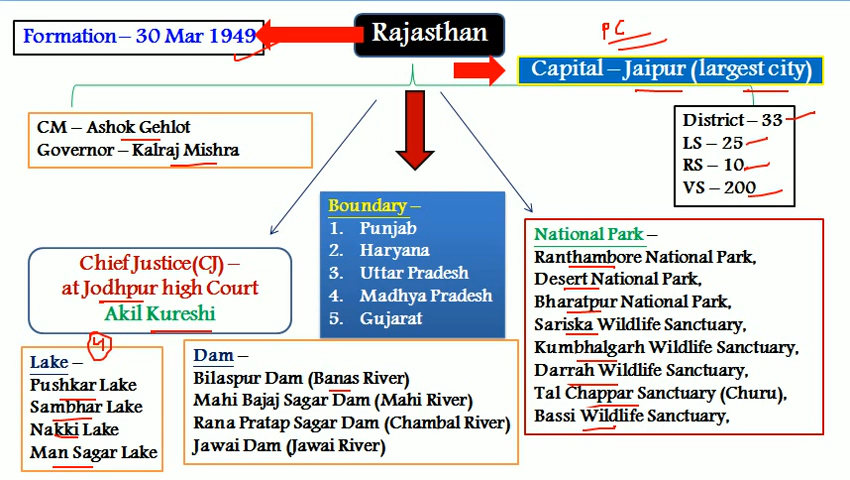 Formation – 30 Mar 1949
Rajasthan
PC
Capital – Jaipur (largest city)
CM – Ashok Gehlot
Governor – Kalraj Mishra
District – 33
LS – 25
RS – 10
VS – 200
Chief Justice(CJ) –
at Jodhpur high Court
Akil Kureshi
Boundary –
1. Punjab
2. Haryana
3. Uttar Pradesh
4. Madhya Pradesh
5. Gujarat
National Park –
Ranthambore National Park,
Desert National Park,
Bharatpur National Park,
Sariska Wildlife Sanctuary,
Kumbhalgarh Wildlife Sanctuary,
Darrah Wildlife Sanctuary,
Tal Chappar Sanctuary (Churu),
Bassi Wildlife Sanctuary,
4
Lake –
Pushkar Lake
Sambhar Lake
Nakki Lake
Man Sagar Lake
Dam –
Bilaspur Dam (Banas River)
Mahi Bajaj Sagar Dam (Mahi River)
Rana Pratap Sagar Dam (Chambal River)
Jawai Dam (Jawai River)